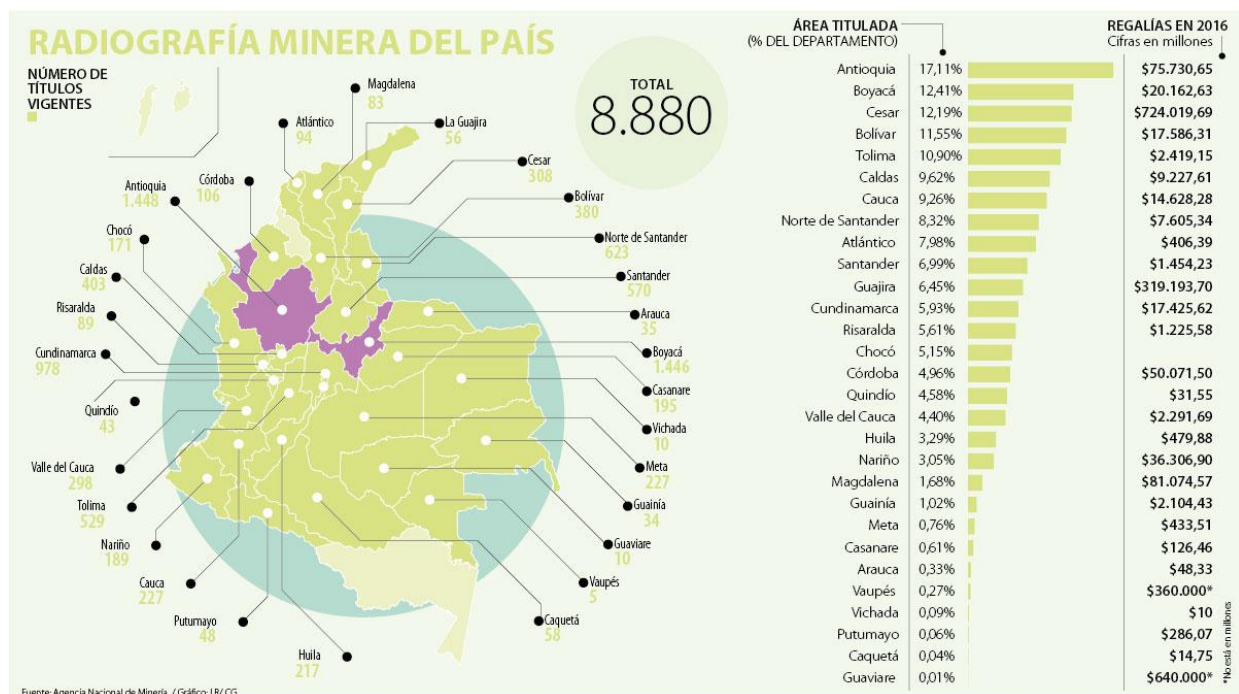 RADIOGRAFÍA MINERA DEL PAÍS
NÚMERO DE
TÍTULOS
VIGENTES
TOTAL
8.880
Magdalena
83
Atlántico
94
La Guajira
56
Cesar
308
Córdoba
106
Antioquia
1.448
Bolívar
380
Chocó
171
Norte de Santander
623
Caldas
403
Santander
570
Risaralda
89
Arauca
35
Cundinamarca
978
Boyacá
1.446
Casanare
195
Quindío
43
Vichada
10
Valle del Cauca
298
Meta
227
Tolima
529
Guainía
34
Nariño
189
Guaviare
10
Cauca
227
Vaupés
5
Putumayo
48
Caquetá
58
Huila
217
Fuente: Agencia Nacional de Minería / Gráfico: LR/ CG
ÁREA TITULADA
(% DEL DEPARTAMENTO)
REGALÍAS EN 2016
Cifras en millones
Antioquia 17,11% $75.730,65
Boyacá 12,41% $20.162,63
Cesar 12,19% $724.019,69
Bolívar 11,55% $17.586,31
Tolima 10,90% $2.419,15
Caldas 9,62% $9.227,61
Cauca 9,26% $14.628,28
Norte de Santander 8,32% $7.605,34
Atlántico 7,98% $406,39
Santander 6,99% $1.454,23
Guajira 6,45% $319.193,70
Cundinamarca 5,93% $17.425,62
Risaralda 5,61% $1.225,58
Chocó 5,15%
Córdoba 4,96% $50.071,50
Quindío 4,58% $31,55
Valle del Cauca 4,40% $2.291,69
Huila 3,29% $479,88
Nariño 3,05% $36.306,90
Magdalena 1,68% $81.074,57
Guainía 1,02% $2.104,43
Meta 0,76% $433,51
Casanare 0,61% $126,46
Arauca 0,33% $48,33
Vaupés 0,27% $360.000*
Vichada 0,09% $10
Putumayo 0,06% $286,07
Caquetá 0,04% $14,75
Guaviare 0,01% $640.000*
*No está en millones